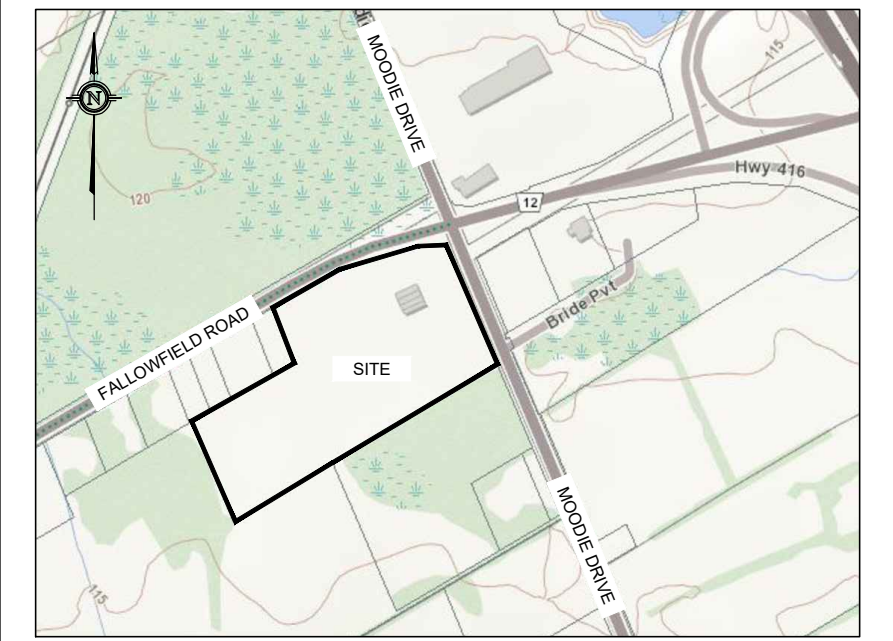 MOODIE DRIVE
115
N
Hwy 416
120
12
Bride Pvt
FALLOWFIELD ROAD
SITE
MOODIE DRIVE
115